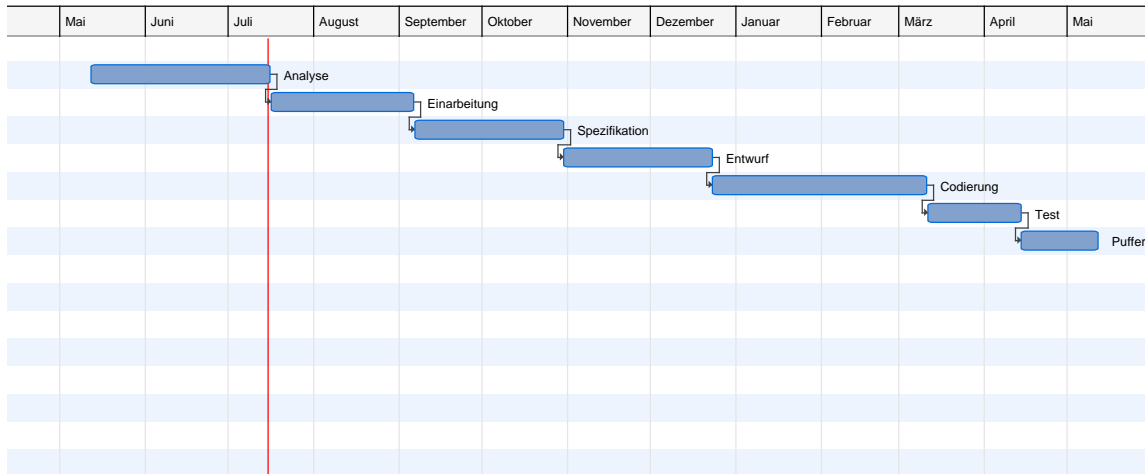 Mai Juni Juli August September Oktober November Dezember Januar Februar März April Mai
Analyse
Einarbeitung
Spezifikation
Entwurf
Codierung
Test
Puffer